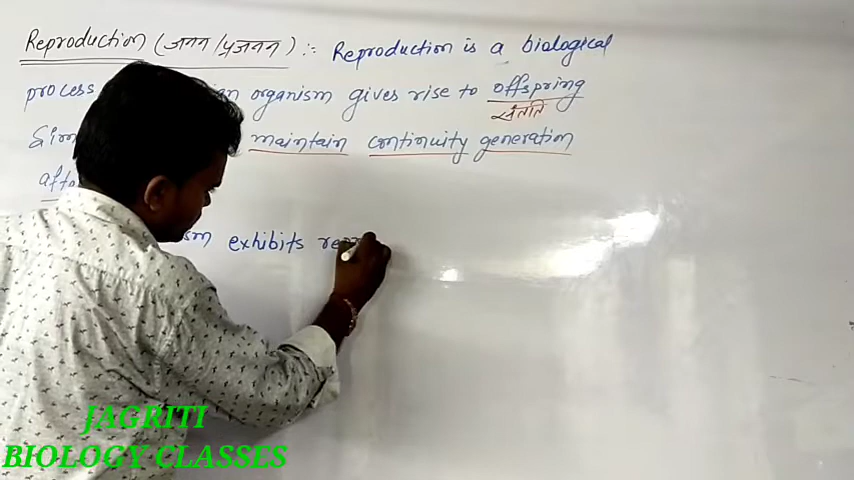 Reproduction (जनन / प्रजनन) :- Reproduction is a biological
process organism gives rise to offspring
संतति
maintain continuity generation
exhibits
JAGRITI
BIOLOGY CLASSES